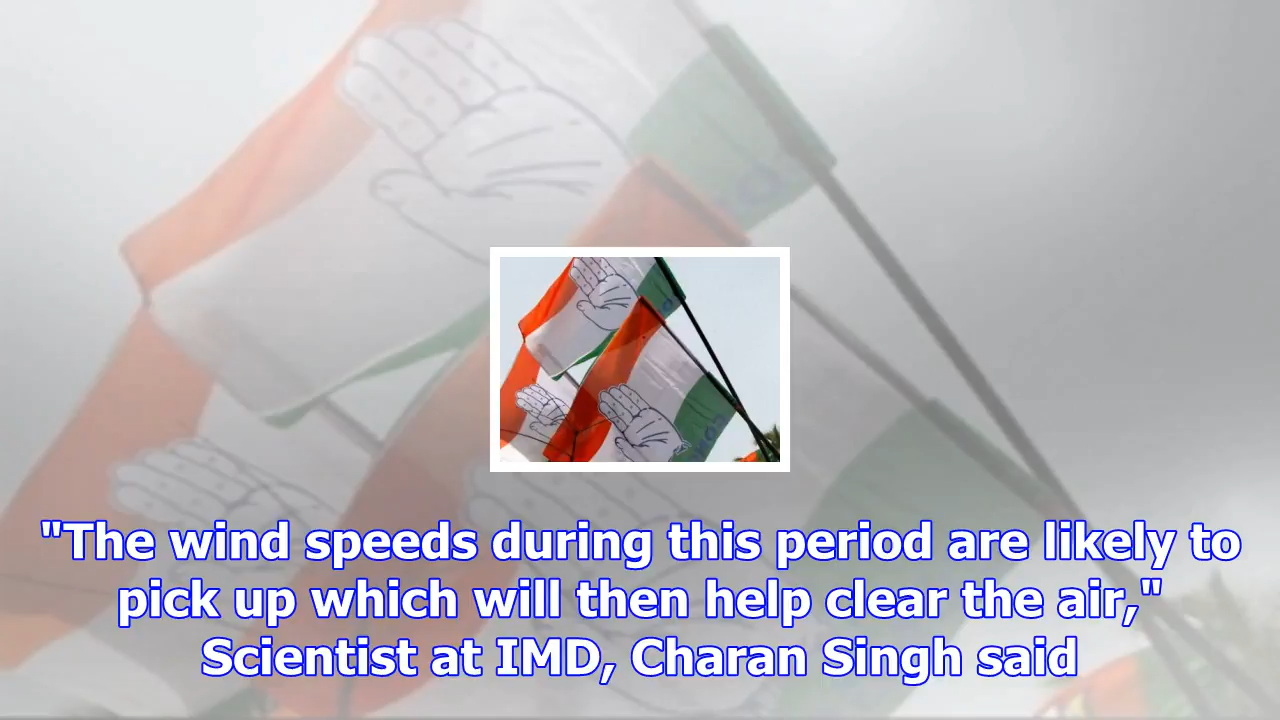 "The wind speeds during this period are likely to
pick up which will then help clear the air,"
Scientist at IMD, Charan Singh said